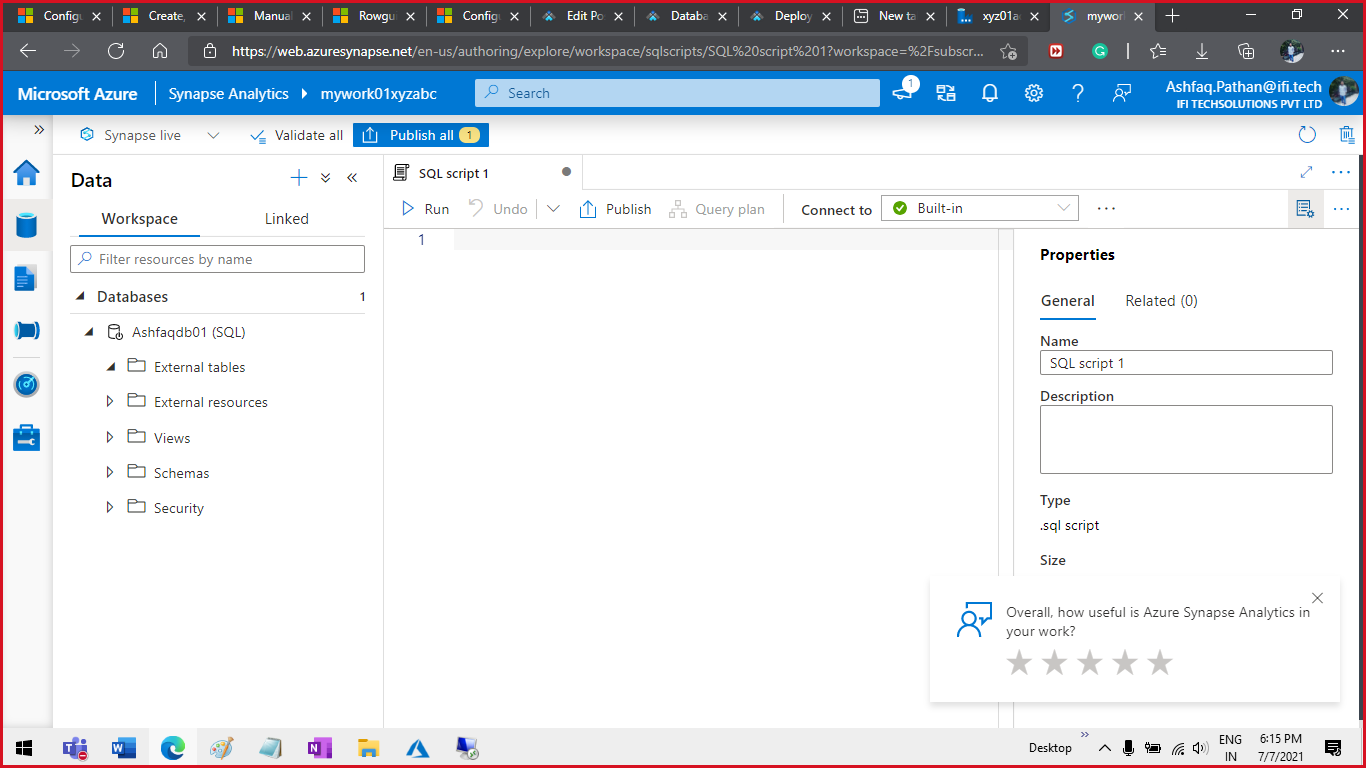 Configu
Create,
Manual
Rowgu
Configu
Edit Po
Databa
Deploy
New ta
xyz01a
mywor
https://web.azuresynapse.net/en-us/authoring/explore/workspace/sqlscripts/SQL%20script%201?workspace=%2Fsubscr...
Microsoft Azure
Synapse Analytics
mywork01xyzabc
Search
1
Ashfaq.Pathan@ifi.tech
IFI TECHSOLUTIONS PVT LTD
Synapse live
Validate all
Publish all 1
Data
SQL script 1
Workspace
Linked
Run
Undo
Publish
Query plan
Connect to
Built-in
Filter resources by name
1
Databases 1
Ashfaqdb01 (SQL)
External tables
External resources
Views
Schemas
Security
Properties
General
Related (0)
Name
SQL script 1
Description
Type
.sql script
Size
Overall, how useful is Azure Synapse Analytics in
your work?
Desktop
ENG
IN
6:15 PM
7/7/2021